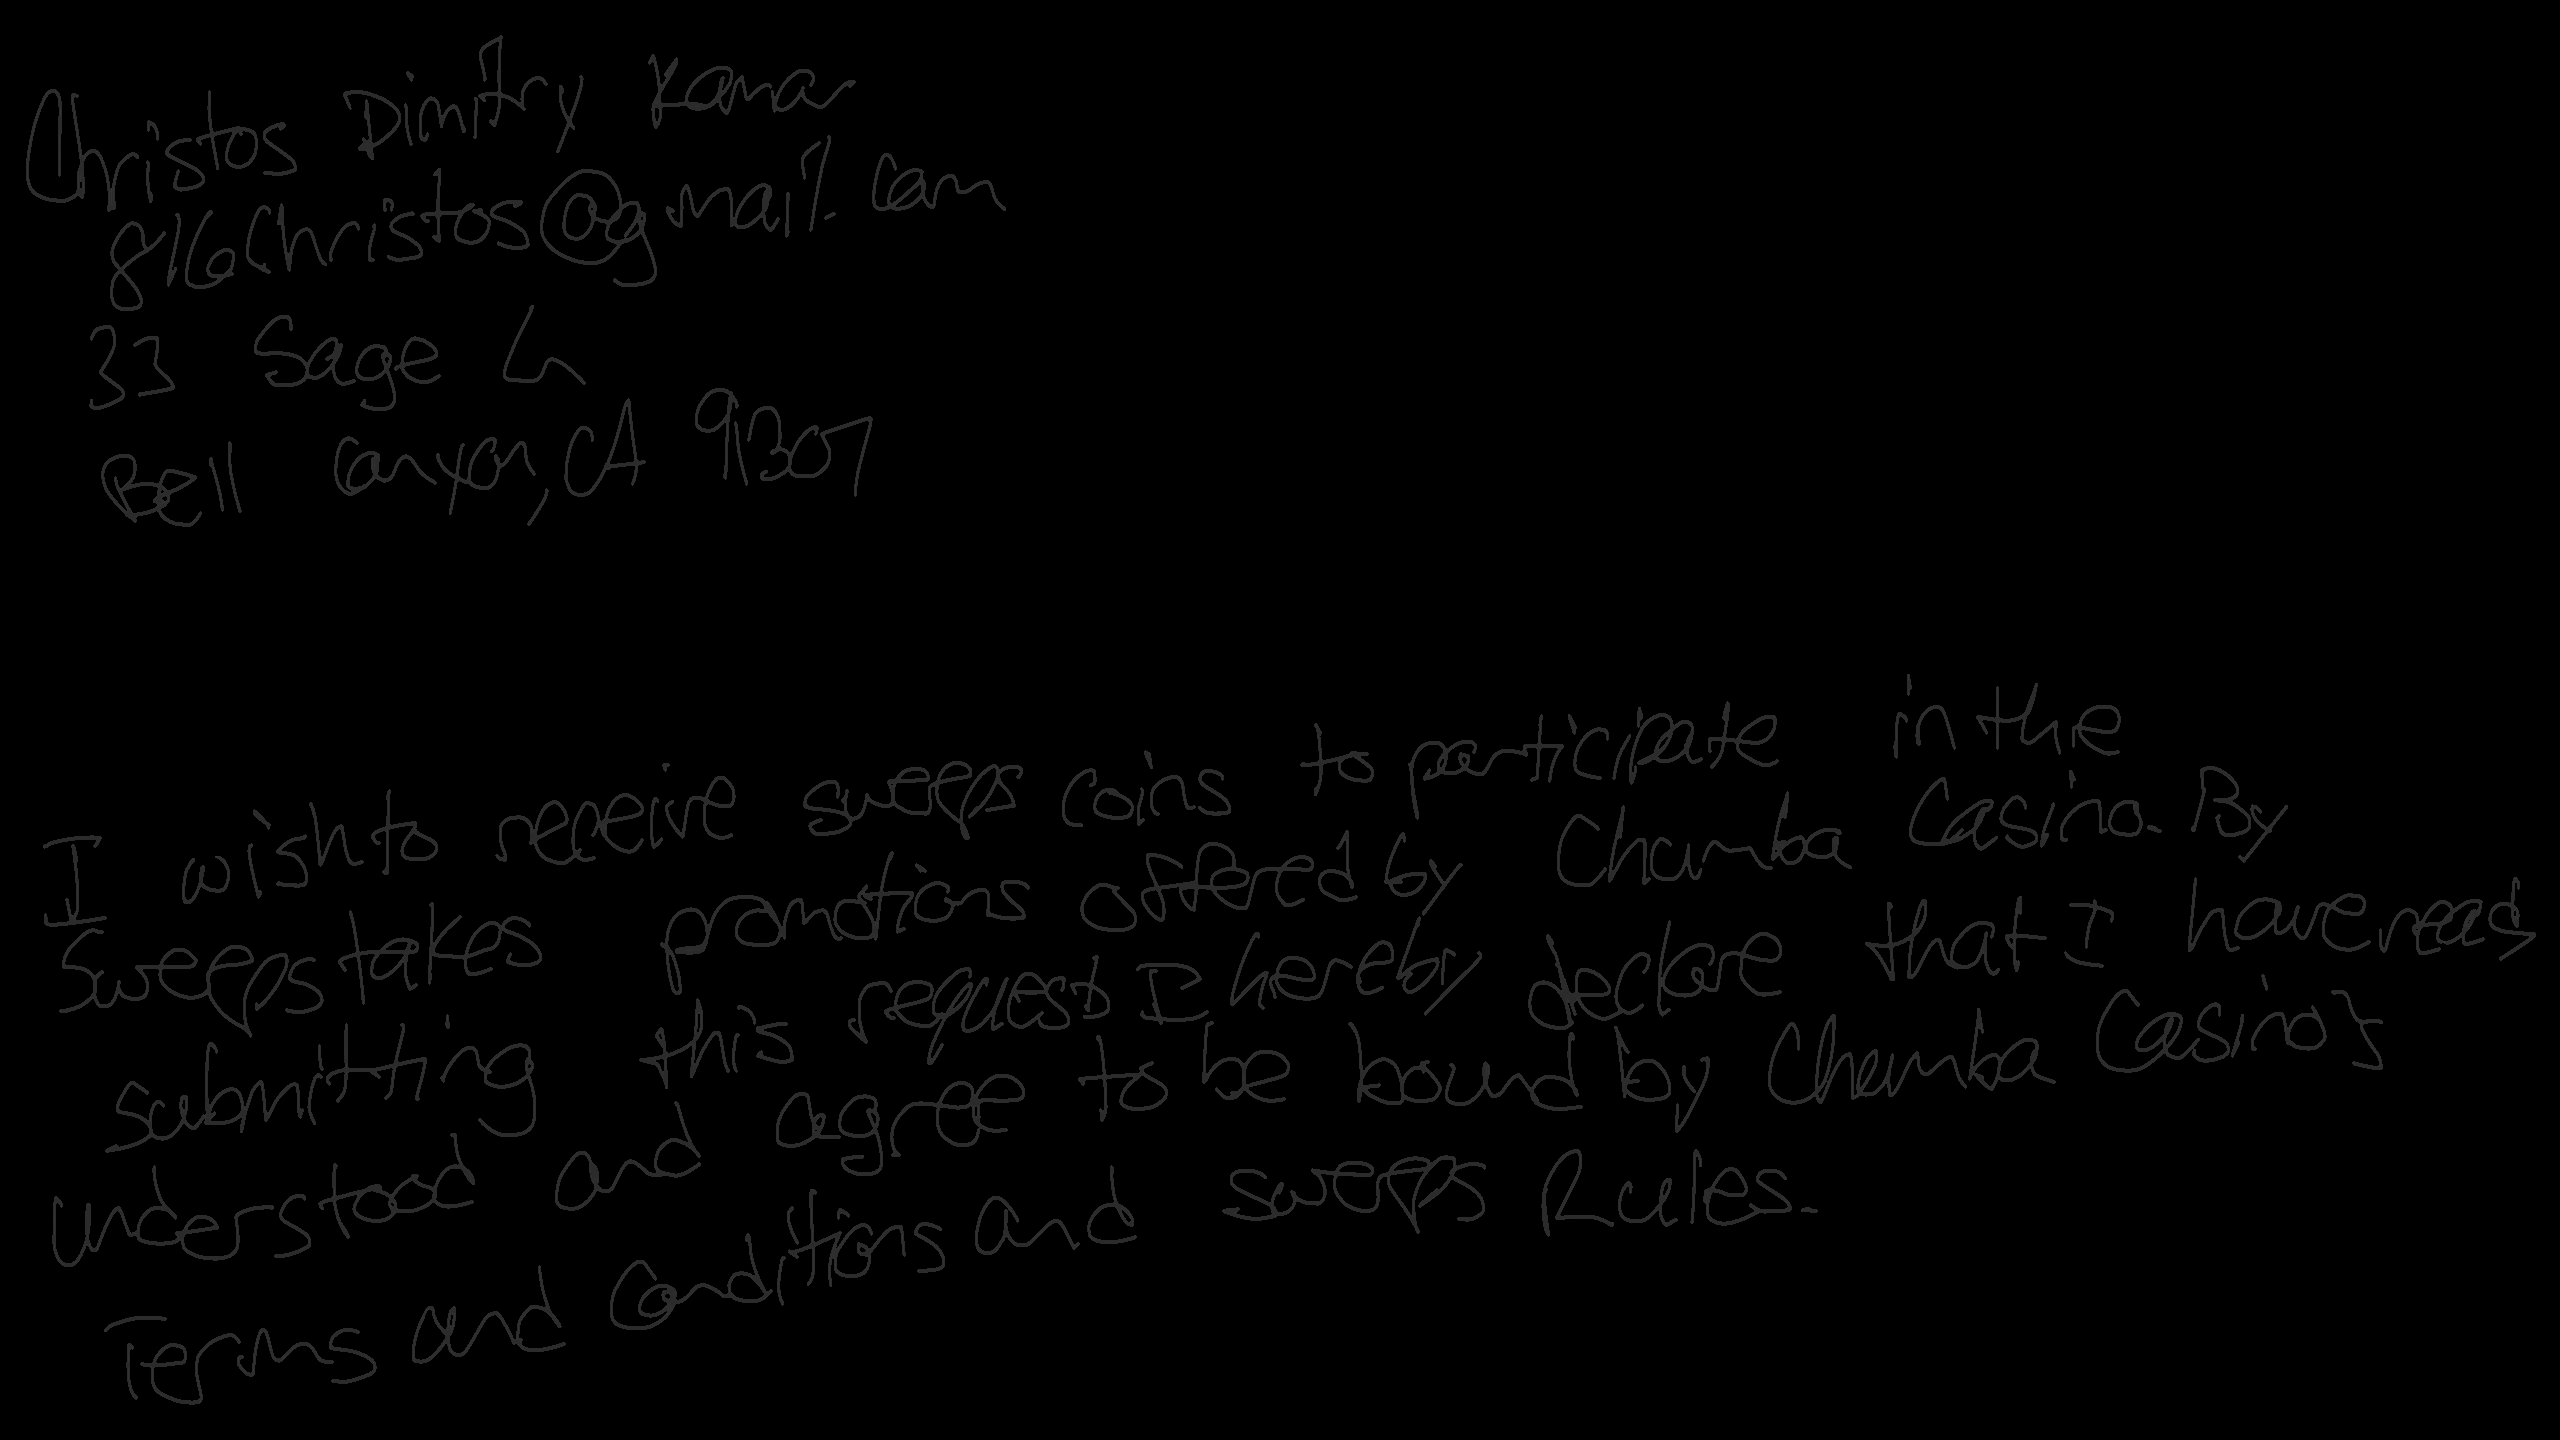 Christos Dimitry Kamar
816Christos@gmail.com
33 Sage Ln
Bell Canyon, CA 91307
I wish to receive sweeps coins to participate in the
Sweepstakes promotions offered by Chumba Casino. By
submitting this request I hereby declare that I have read,
understood and agree to be bound by Chumba Casino's
Terms and Conditions and Sweeps Rules.